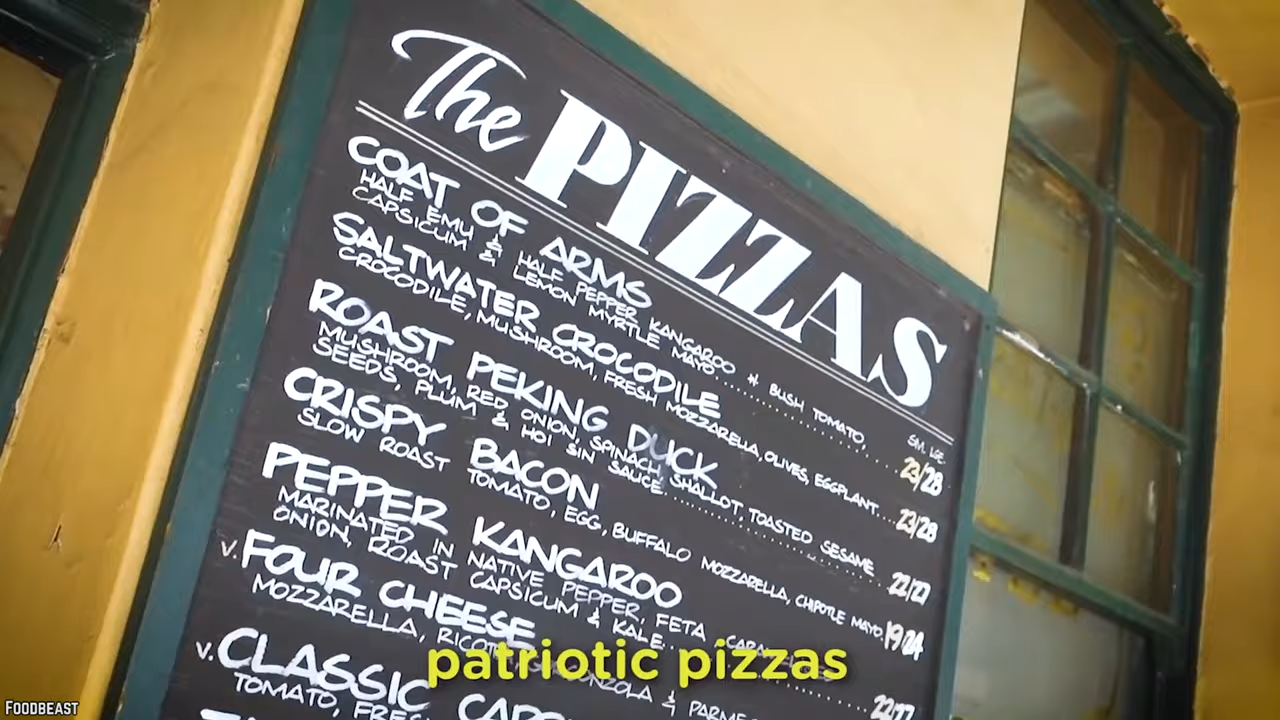 The PIZZAS
SM. LGE.
COAT OF ARMS
HALF EMU & HALF PEPPER KANGAROO # BUSH TOMATO,
CAPSICUM & LEMON MYRTLE MAYO 23/28
SALTWATER CROCODILE
CROCODILE, MUSHROOM, FRESH MOZZARELLA, OLIVES, EGGPLANT 23/28
ROAST PEKING DUCK
MUSHROOM, RED ONION, SPINACH, SHALLOT, TOASTED SESAME
SEEDS, PLUM & HOI SIN SAUCE 22/27
CRISPY BACON
SLOW ROAST TOMATO, EGG, BUFFALO MOZZARELLA, CHIPOTLE MAYO. 19/24
PEPPER KANGAROO
MARINATED IN NATIVE PEPPER, FETA
ONION, ROAST CAPSICUM & KALE 22/27
V. FOUR CHEESE
MOZZARELLA, &
V. CLASSIC
TOMATO,
patriotic pizzas
FOODBEAST